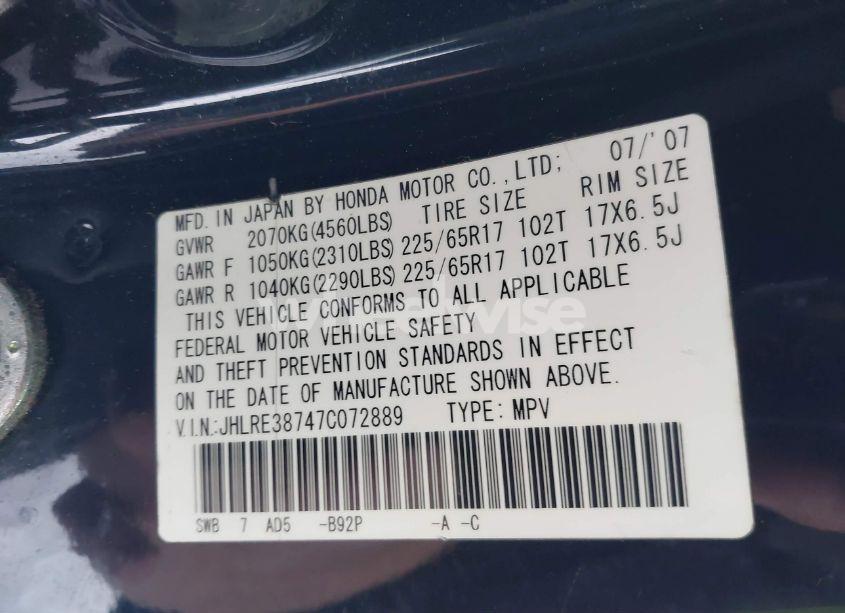 MFD. IN JAPAN BY HONDA MOTOR CO., LTD; 07/'07
GVWR 2070KG(4560LBS) TIRE SIZE RIM SIZE
GAWR F 1050KG(2310LBS) 225/65R17 102T 17X6.5J
GAWR R 1040KG(2290LBS) 225/65R17 102T 17X6.5J
THIS VEHICLE CONFORMS TO ALL APPLICABLE
FEDERAL MOTOR VEHICLE SAFETY
AND THEFT PREVENTION STANDARDS IN EFFECT
ON THE DATE OF MANUFACTURE SHOWN ABOVE.
V.I.N.:JHLRE38747C072889 TYPE: MPV
SWB 7 AD5 -B92P -A -C